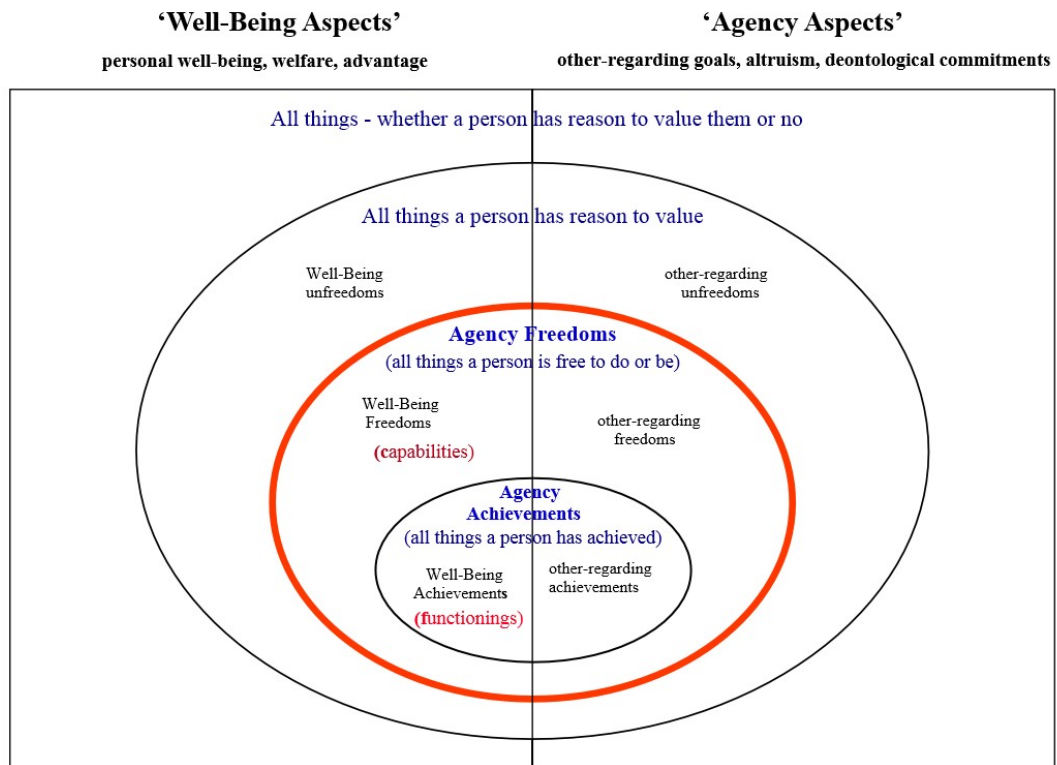 ‘Well-Being Aspects’
‘Agency Aspects’
personal well-being, welfare, advantage
other-regarding goals, altruism, deontological commitments
All things - whether a person has reason to value them or no
All things a person has reason to value
Well-Being
unfreedoms
other-regarding
unfreedoms
Agency Freedoms
(all things a person is free to do or be)
Well-Being
Freedoms
(capabilities)
other-regarding
freedoms
Agency
Achievements
(all things a person has achieved)
Well-Being
Achievements
(functionings)
other-regarding
achievements